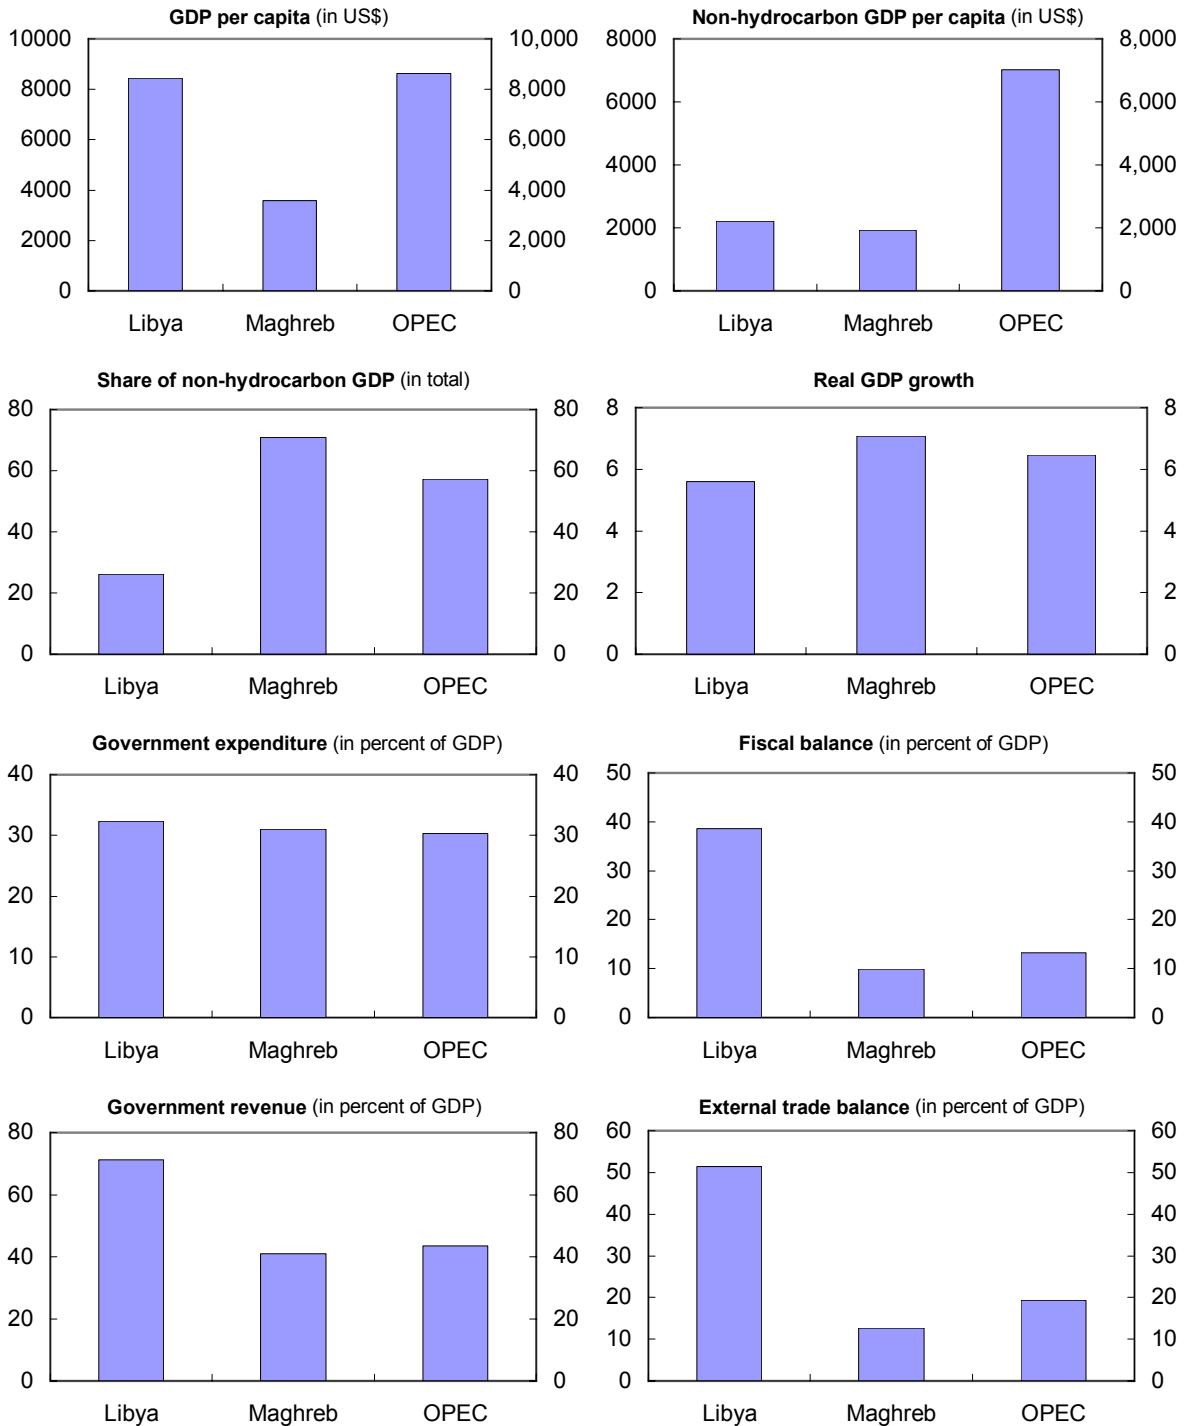 GDP per capita (in US$)
10000 10,000
8000 8,000
6000 6,000
4000 4,000
2000 2,000
0 0
Libya Maghreb OPEC
Non-hydrocarbon GDP per capita (in US$)
8000 8,000
6000 6,000
4000 4,000
2000 2,000
0 0
Libya Maghreb OPEC
Share of non-hydrocarbon GDP (in total)
80 80
60 60
40 40
20 20
0 0
Libya Maghreb OPEC
Real GDP growth
8 8
6 6
4 4
2 2
0 0
Libya Maghreb OPEC
Government expenditure (in percent of GDP)
40 40
30 30
20 20
10 10
0 0
Libya Maghreb OPEC
Fiscal balance (in percent of GDP)
50 50
40 40
30 30
20 20
10 10
0 0
Libya Maghreb OPEC
Government revenue (in percent of GDP)
80 80
60 60
40 40
20 20
0 0
Libya Maghreb OPEC
External trade balance (in percent of GDP)
60 60
50 50
40 40
30 30
20 20
10 10
0 0
Libya Maghreb OPEC